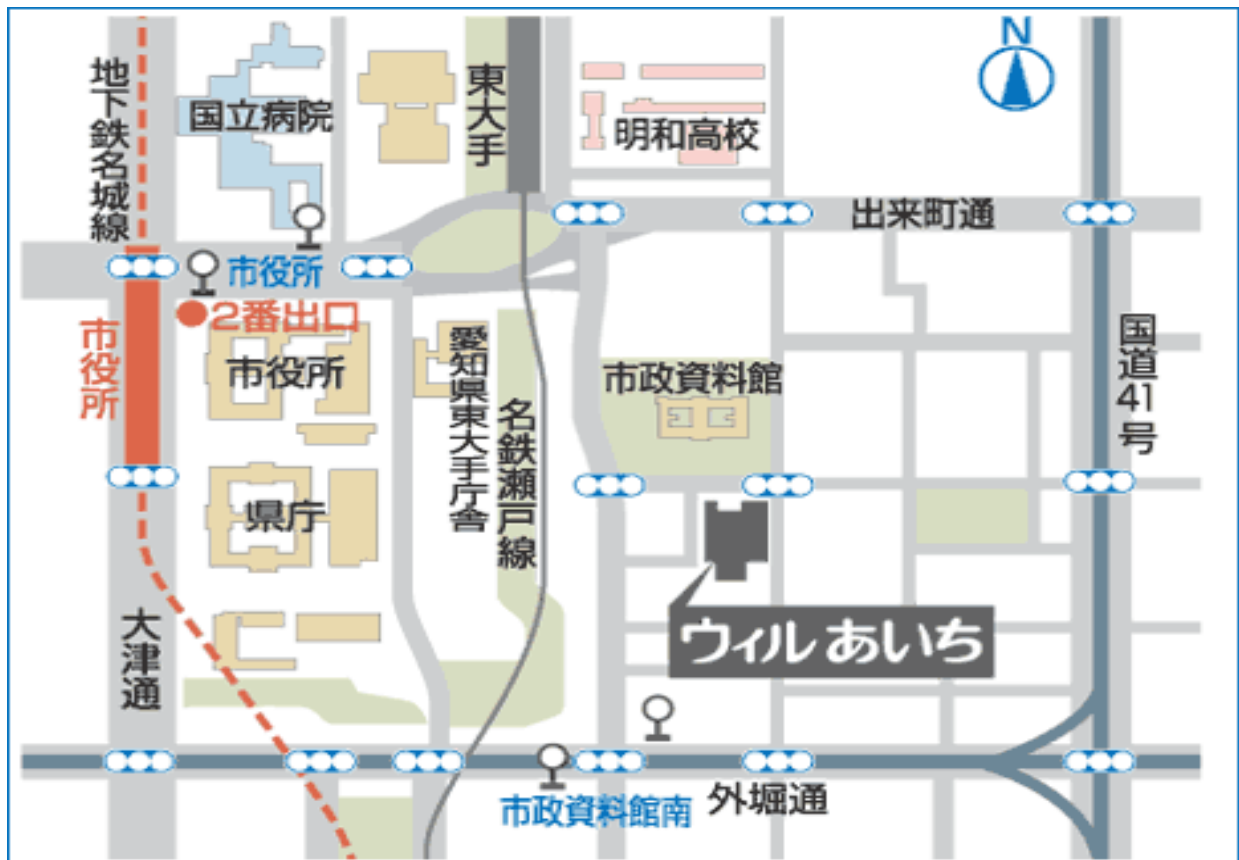 N
地下鉄名城線
国立病院
東大手
明和高校
出来町通
市役所
2番出口
市役所
市役所
愛知県東大手庁舎
名鉄瀬戸線
市政資料館
国道41号
県庁
大津通
ウィルあいち
市政資料館南
外堀通